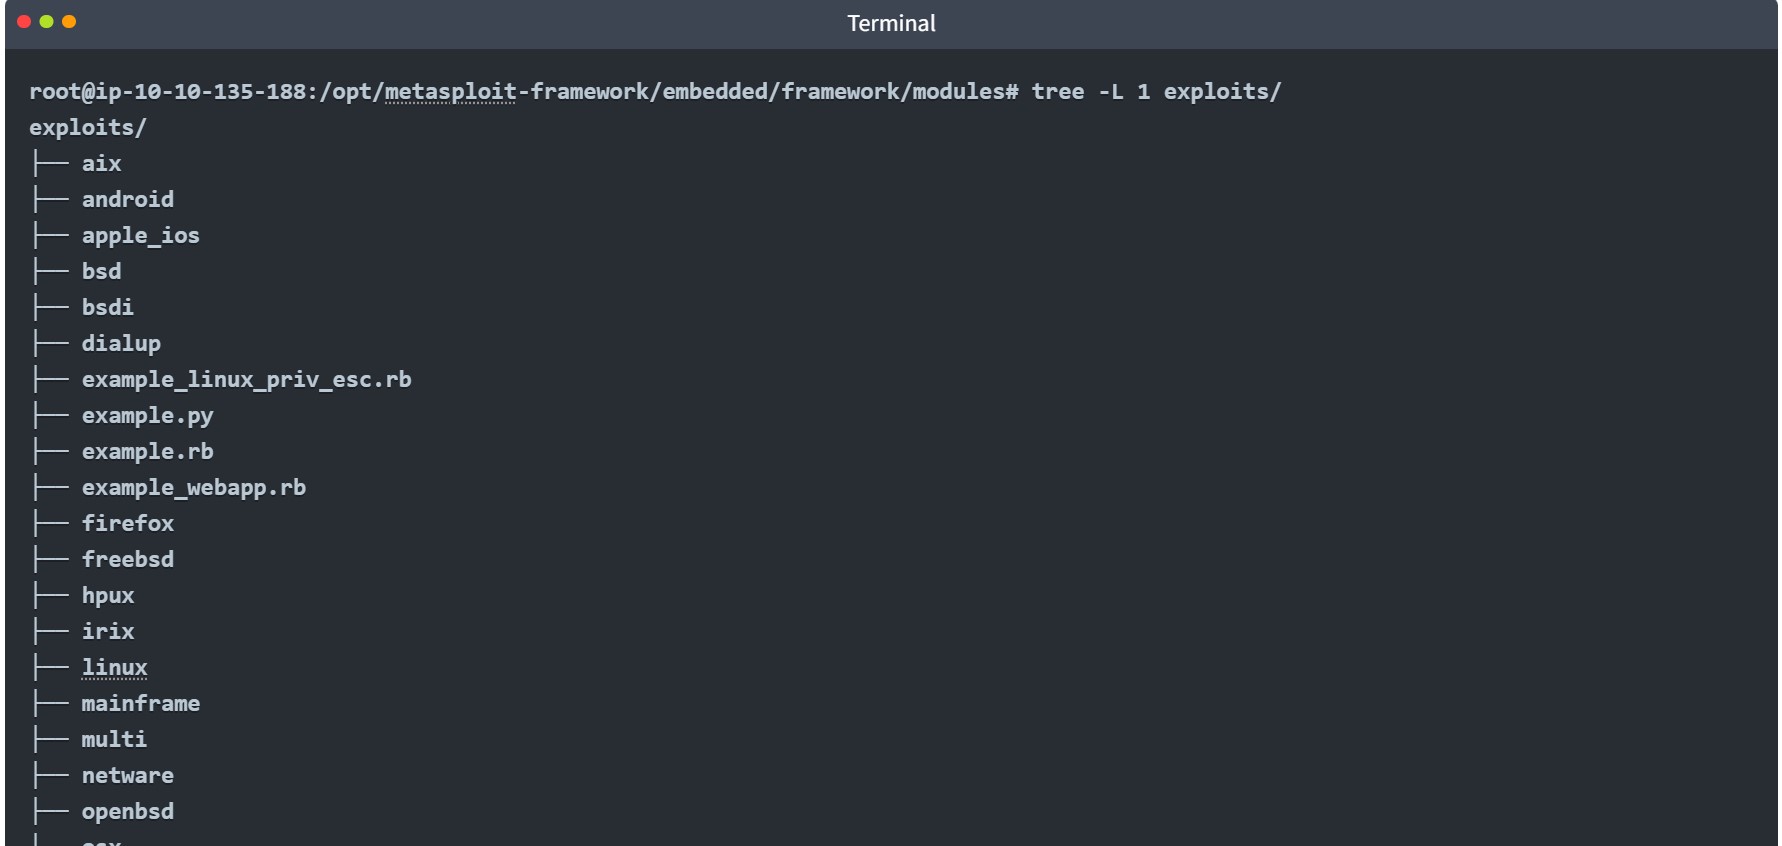 Terminal
root@ip-10-10-135-188:/opt/metasploit-framework/embedded/framework/modules# tree -L 1 exploits/
exploits/
├── aix
├── android
├── apple_ios
├── bsd
├── bsdi
├── dialup
├── example_linux_priv_esc.rb
├── example.py
├── example.rb
├── example_webapp.rb
├── firefox
├── freebsd
├── hpux
├── irix
├── linux
├── mainframe
├── multi
├── netware
├── openbsd